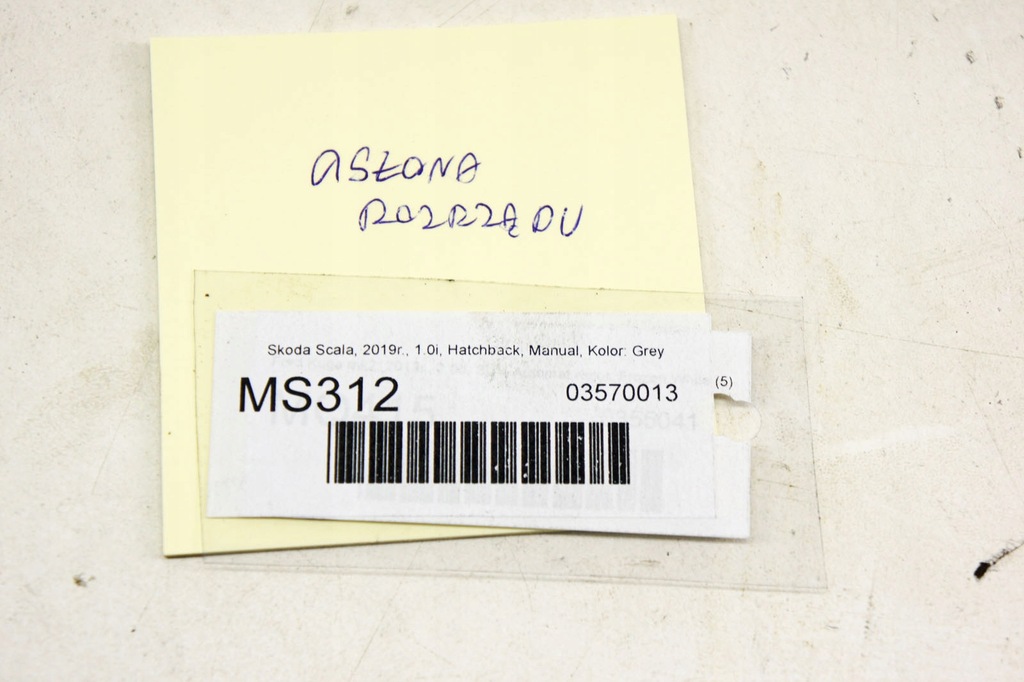 OSŁONA
ROZRZĄDU
Skoda Scala, 2019r., 1.0i, Hatchback, Manual, Kolor: Grey
MS312
03570013
(5)